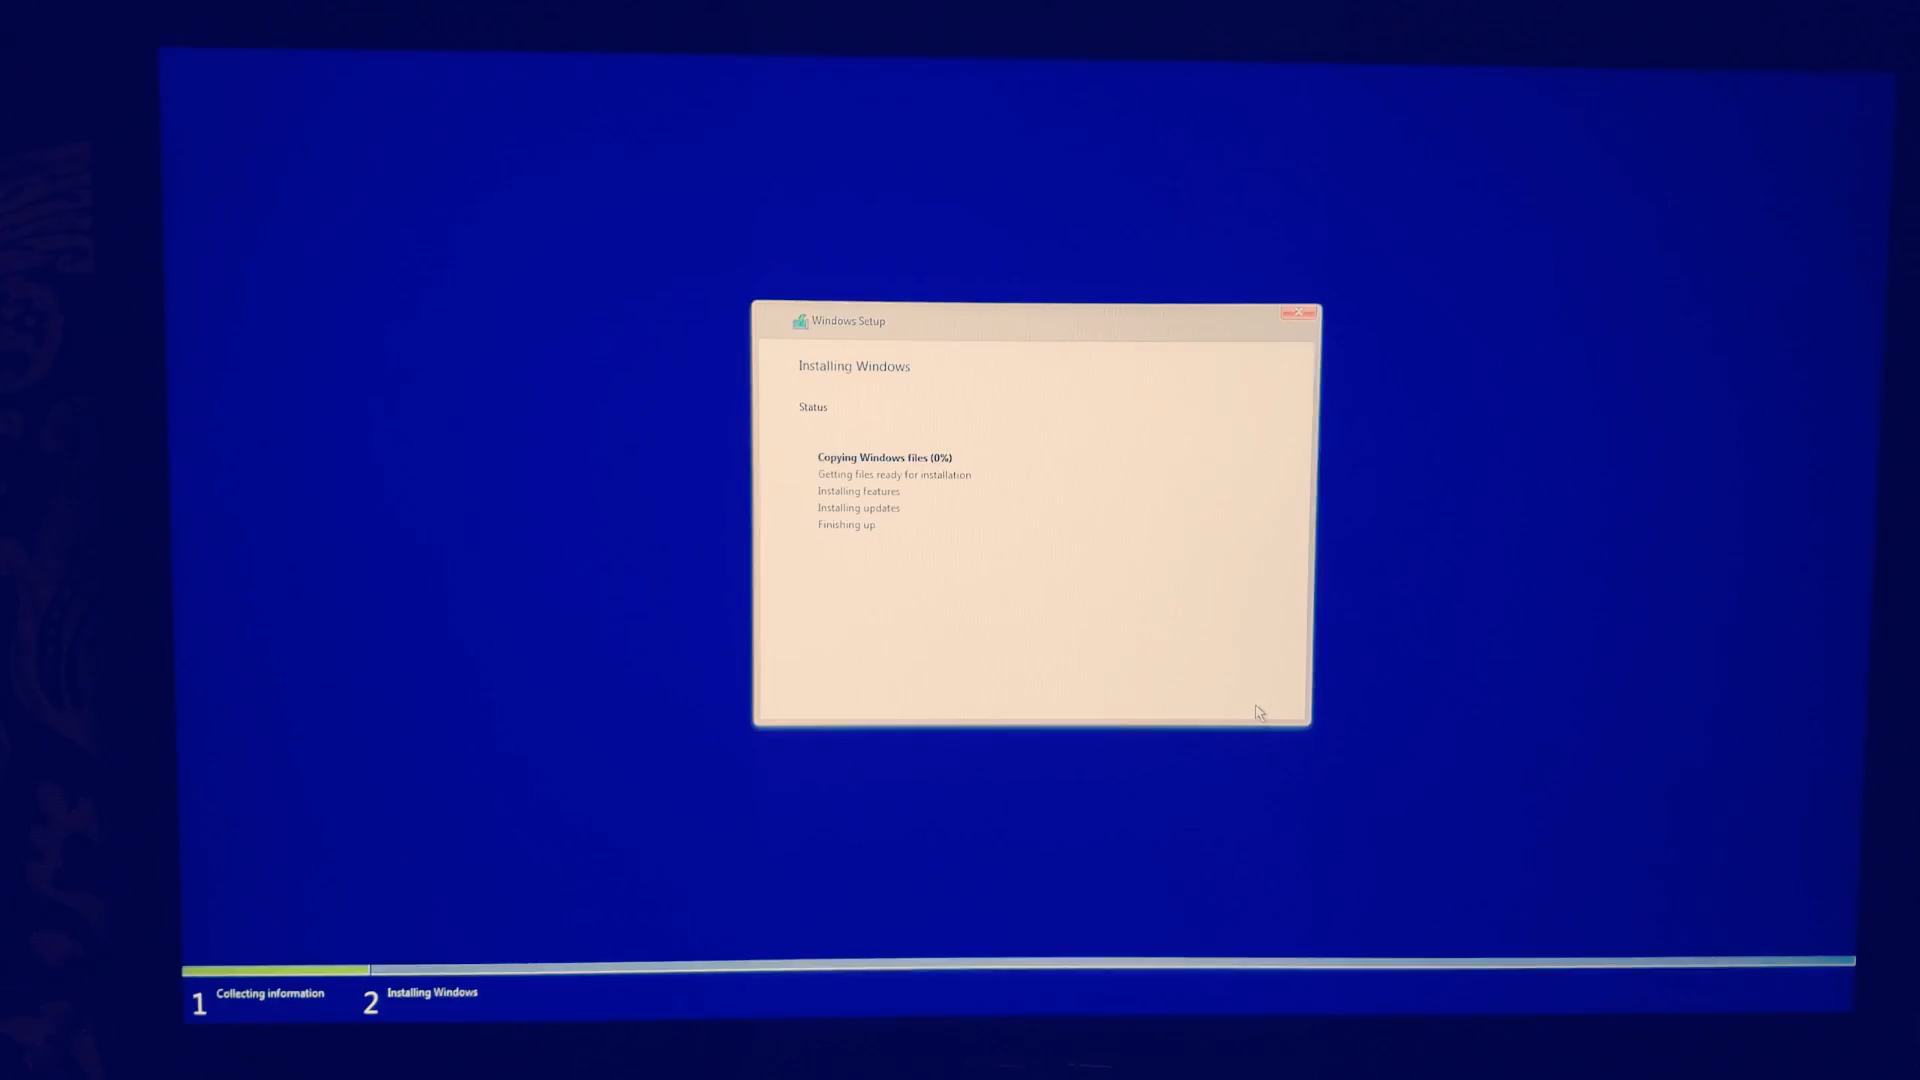 Windows Setup
Installing Windows
Status
Copying Windows files (0%)
Getting files ready for installation
Installing features
Installing updates
Finishing up
1 Collecting information
2 Installing Windows